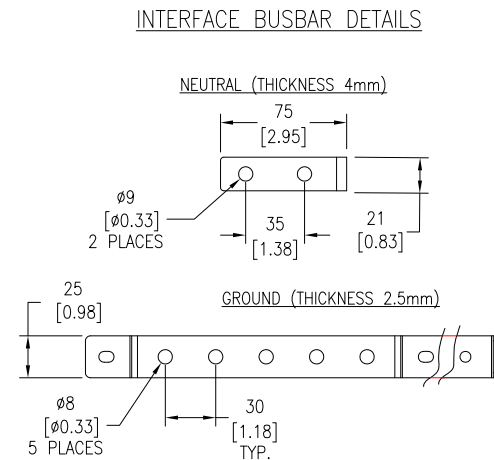 INTERFACE BUSBAR DETAILS
NEUTRAL (THICKNESS 4mm)
75
[2.95]
ø9
[ø0.33]
2 PLACES
35
[1.38]
21
[0.83]
25
[0.98]
GROUND (THICKNESS 2.5mm)
ø8
[ø0.33]
5 PLACES
30
[1.18]
TYP.